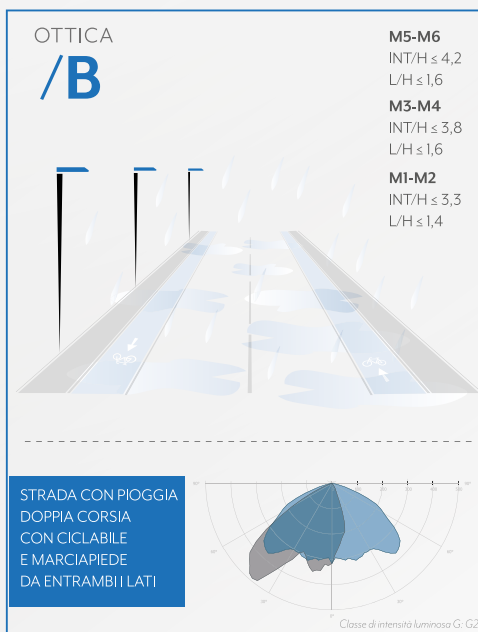 OTTICA
/B
M5-M6
INT/H ≤ 4,2
L/H ≤ 1,6
M3-M4
INT/H ≤ 3,8
L/H ≤ 1,6
M1-M2
INT/H ≤ 3,3
L/H ≤ 1,4
STRADA CON PIOGGIA
DOPPIA CORSIA
CON CICLABILE
E MARCIAPIEDE
DA ENTRAMBI I LATI
Classe di intensità luminosa G: G2